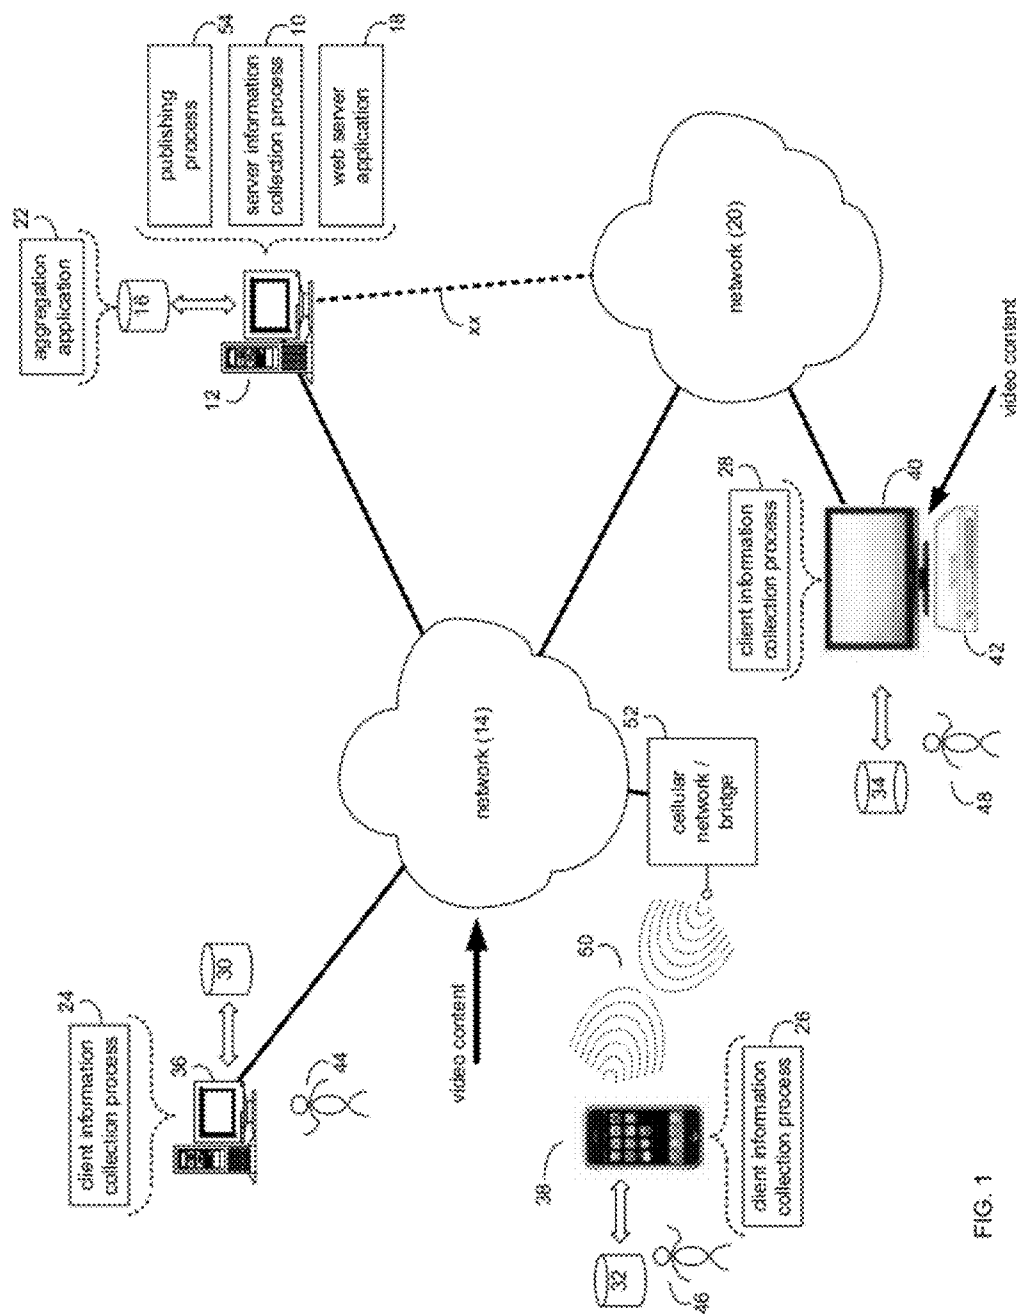 24
client information
collection process
36
30
44
22
aggregation
application
16
12
54
publishing
process
10
server information
collection process
18
web server
application
xx
network (14)
network (20)
video content
50
52
cellular
network /
bridge
38
32
46
26
client information
collection process
28
client information
collection process
40
42
34
48
video content
FIG. 1